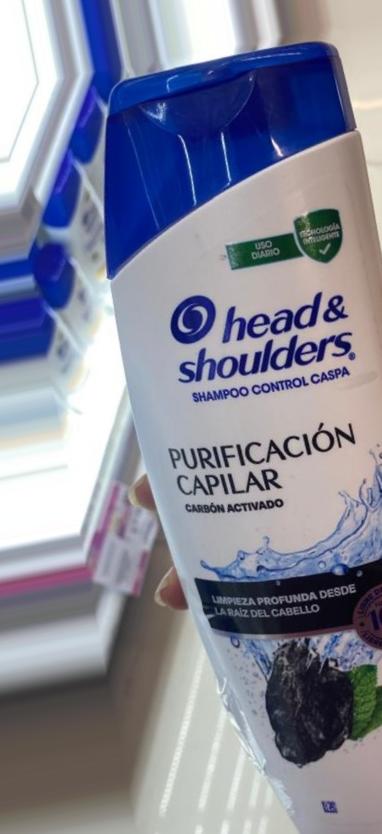 USO
DIARIO
TECNOLOGÍA
INTELIGENTE
head &
shoulders®
SHAMPOO CONTROL CASPA
PURIFICACIÓN
CAPILAR
CARBÓN ACTIVADO
LIMPIEZA PROFUNDA DESDE
LA RAÍZ DEL CABELLO